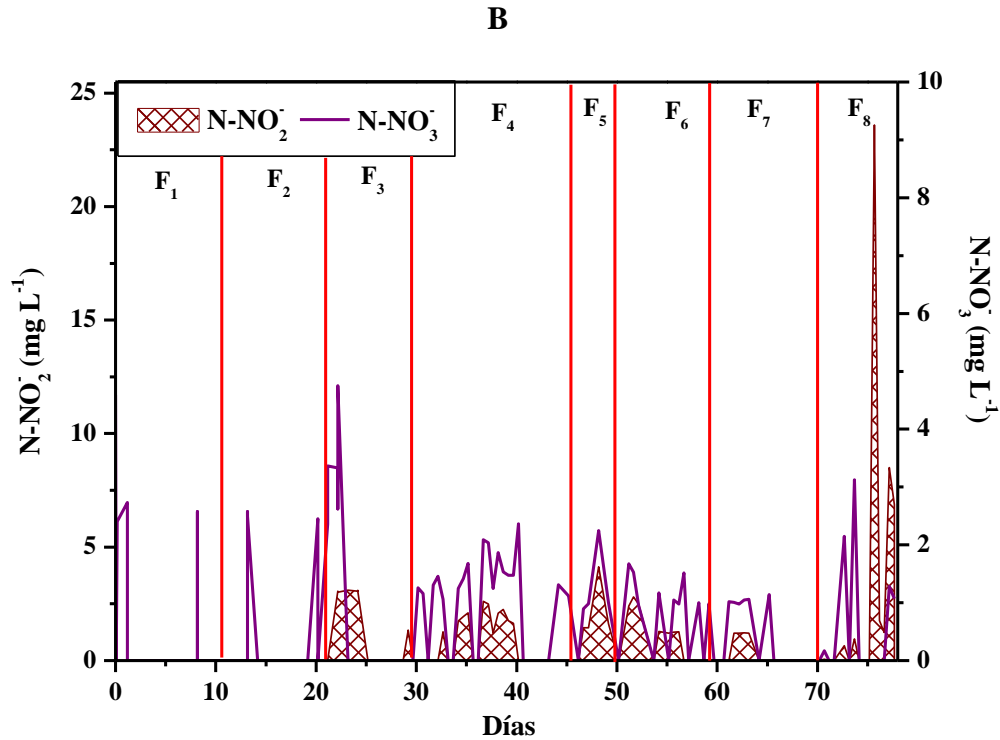 B
N-NO₂⁻ N-NO₃⁻
F₁ F₂ F₃ F₄ F₅ F₆ F₇ F₈
N-NO₂⁻ (mg L⁻¹)
25
20
15
10
5
0
10
8
6
4
2
0
N-NO₃⁻ (mg L⁻¹)
0 10 20 30 40 50 60 70
Días